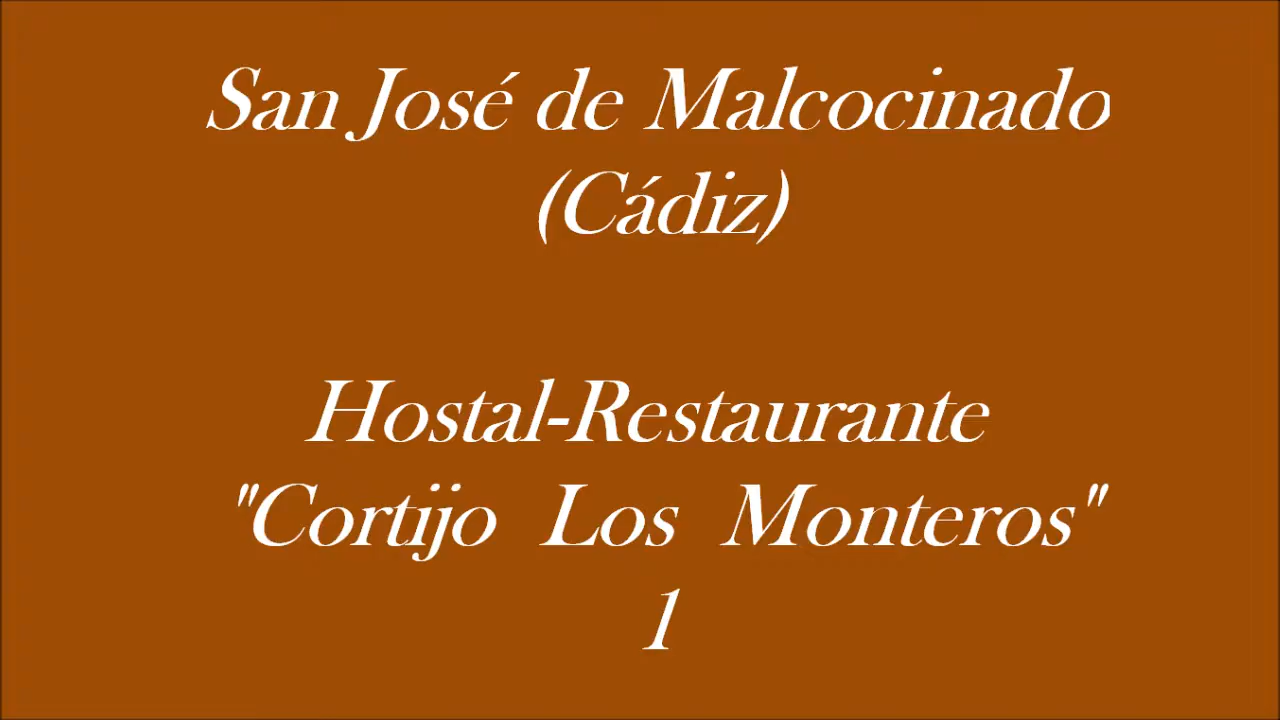 San José de Malcocinado
(Cádiz)
Hostal-Restaurante
"Cortijo Los Monteros"
1